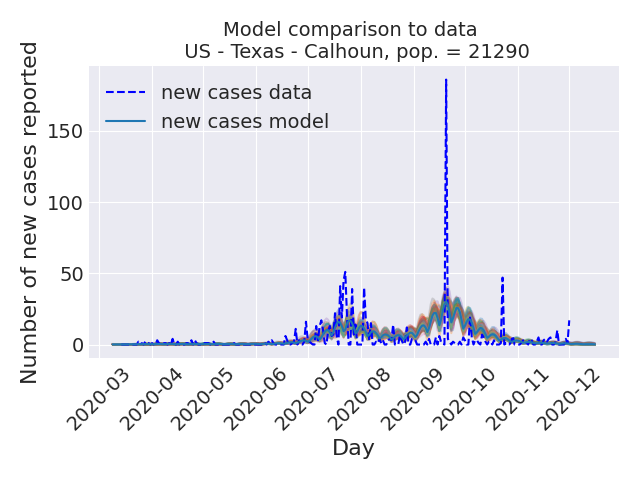 Model comparison to data
US - Texas - Calhoun, pop. = 21290
new cases data
new cases model
Number of new cases reported
150
100
50
0
2020-03
2020-04
2020-05
2020-06
2020-07
2020-08
2020-09
2020-10
2020-11
2020-12
Day